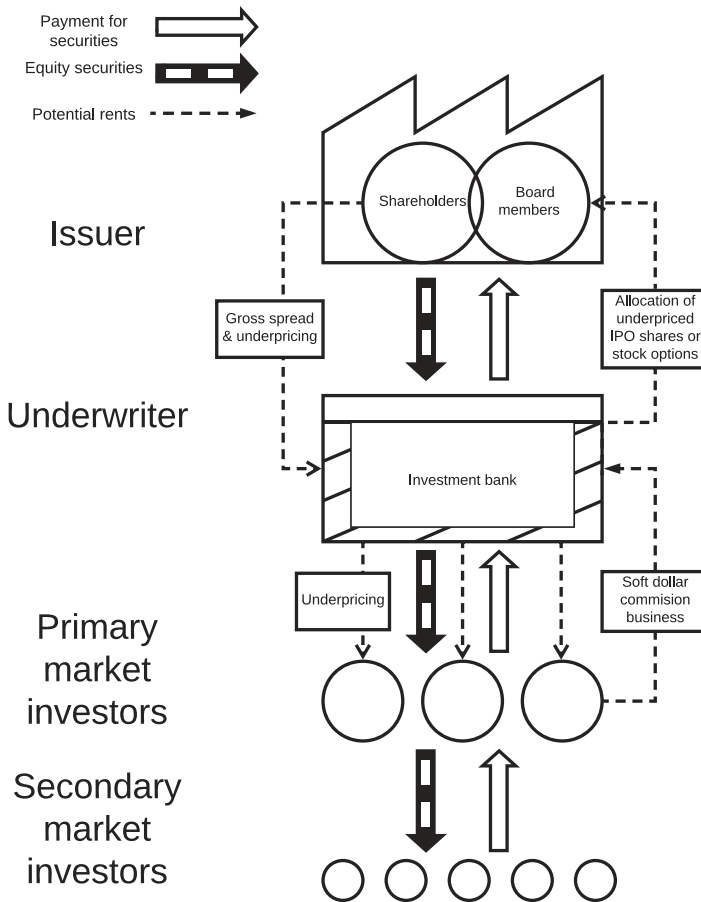 Payment for
securities
Equity securities
Potential rents
Issuer
Shareholders
Board
members
Gross spread
& underpricing
Allocation of
underpriced
IPO shares or
stock options
Underwriter
Investment bank
Underpricing
Soft dollar
commision
business
Primary
market
investors
Secondary
market
investors